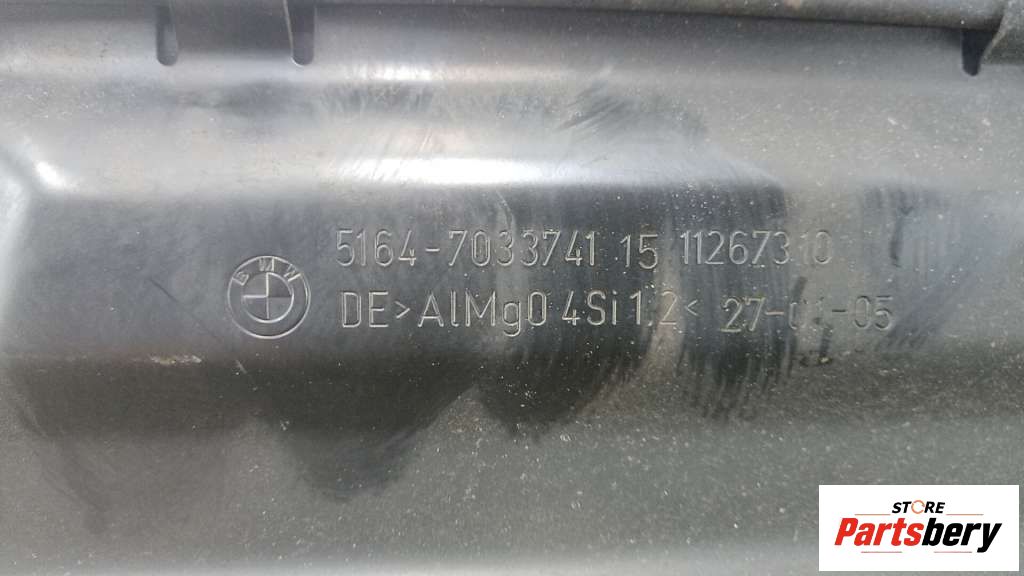 BMW
5164-7033741 15 11267310
DE>AlMg0 4Si1.2<
STORE
Partsbery